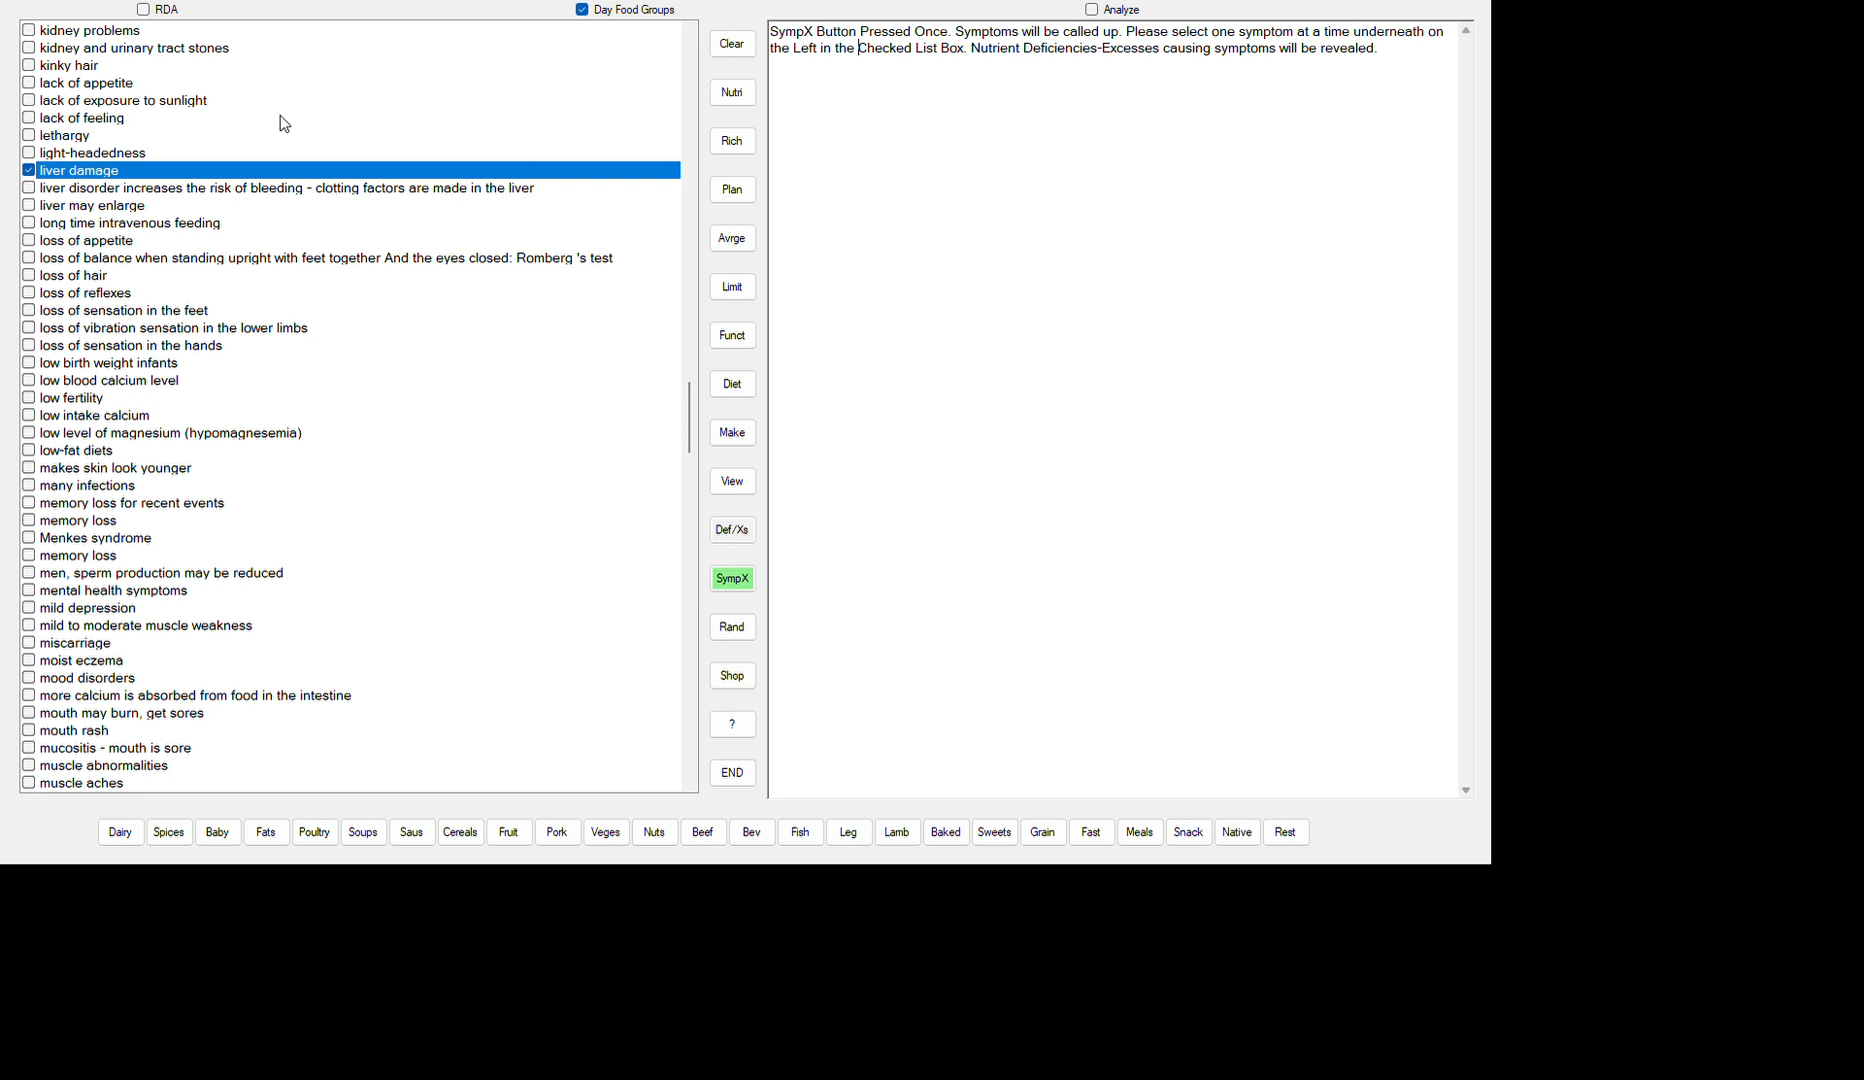 RDA
Day Food Groups
Analyze
kidney problems
kidney and urinary tract stones
kinky hair
lack of appetite
lack of exposure to sunlight
lack of feeling
lethargy
light-headedness
liver damage
liver disorder increases the risk of bleeding - clotting factors are made in the liver
liver may enlarge
long time intravenous feeding
loss of appetite
loss of balance when standing upright with feet together And the eyes closed: Romberg 's test
loss of hair
loss of reflexes
loss of sensation in the feet
loss of vibration sensation in the lower limbs
loss of sensation in the hands
low birth weight infants
low blood calcium level
low fertility
low intake calcium
low level of magnesium (hypomagnesemia)
low-fat diets
makes skin look younger
many infections
memory loss for recent events
memory loss
Menkes syndrome
memory loss
men, sperm production may be reduced
mental health symptoms
mild depression
mild to moderate muscle weakness
miscarriage
moist eczema
mood disorders
more calcium is absorbed from food in the intestine
mouth may burn, get sores
mouth rash
mucositis - mouth is sore
muscle abnormalities
muscle aches
Clear
Nutri
Rich
Plan
Avrge
Limit
Funct
Diet
Make
View
Def/Xs
SympX
Rand
Shop
?
END
SympX Button Pressed Once. Symptoms will be called up. Please select one symptom at a time underneath on
the Left in the Checked List Box. Nutrient Deficiencies-Excesses causing symptoms will be revealed.
Dairy Spices Baby Fats Poultry Soups Saus Cereals Fruit Pork Veges Nuts Beef Bev Fish Leg Lamb Baked Sweets Grain Fast Meals Snack Native Rest